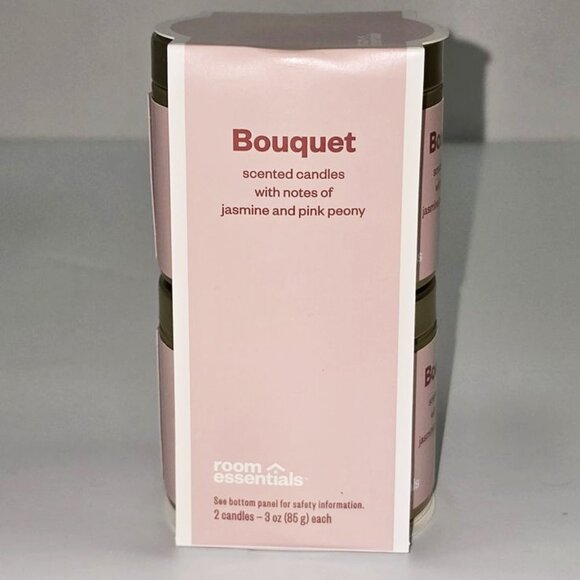 Bouquet
scented candles
with notes of
jasmine and pink peony
room
essentials™
See bottom panel for safety information.
2 candles – 3 oz (85 g) each